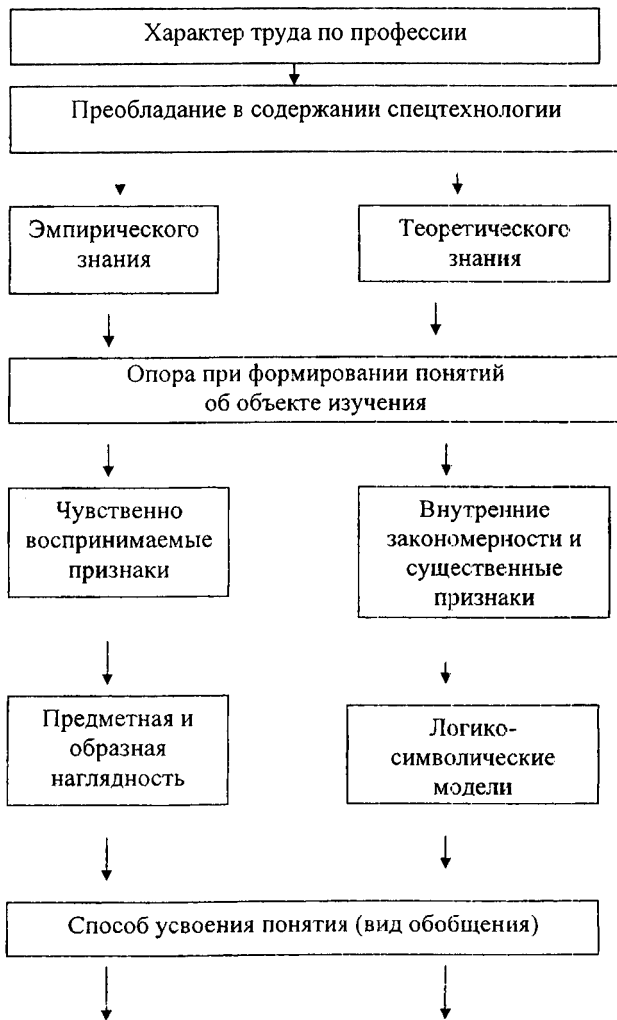 Характер труда по профессии
Преобладание в содержании спецтехнологии
Эмпирического
знания
Теоретического
знания
Опора при формировании понятий
об объекте изучения
Чувственно
воспринимаемые
признаки
Внутренние
закономерности и
существенные
признаки
Предметная и
образная
наглядность
Логико-
символические
модели
Способ усвоения понятия (вид обобщения)